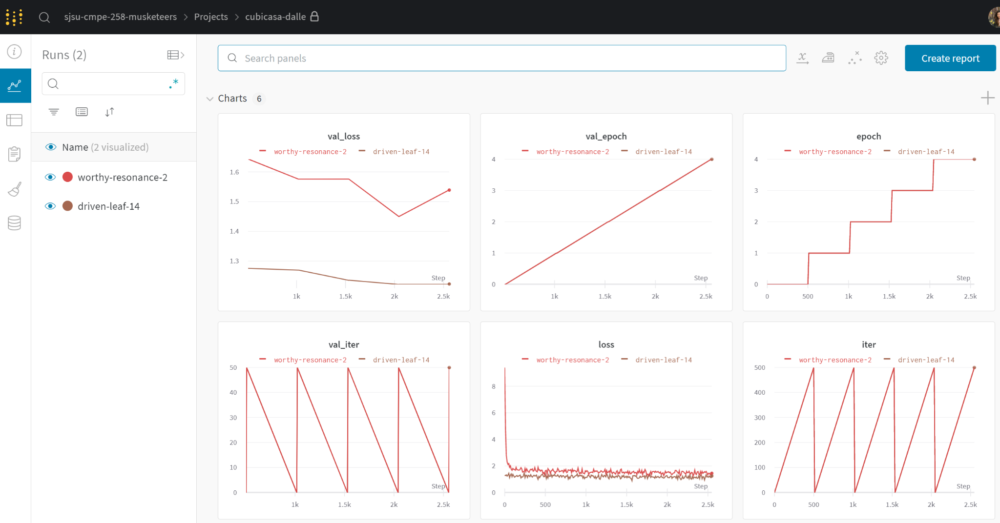 sjsu-cmpe-258-musketeers > Projects > cubicasa-dalle
Runs (2)
.*
Name (2 visualized)
worthy-resonance-2
driven-leaf-14
Search panels
Create report
Charts 6
val_loss
worthy-resonance-2 driven-leaf-14
1.6
1.5
1.4
1.3
Step
1k 1.5k 2k 2.5k
val_epoch
worthy-resonance-2 driven-leaf-14
4
3
2
1
0
Step
1k 1.5k 2k 2.5k
epoch
worthy-resonance-2 driven-leaf-14
4
3
2
1
0
Step
0 500 1k 1.5k 2k 2.5k
val_iter
worthy-resonance-2 driven-leaf-14
50
40
30
20
10
0
Step
1k 1.5k 2k 2.5k
loss
worthy-resonance-2 driven-leaf-14
8
6
4
2
0
Step
0 500 1k 1.5k 2k 2.5k
iter
worthy-resonance-2 driven-leaf-14
500
400
300
200
100
0
Step
0 500 1k 1.5k 2k 2.5k